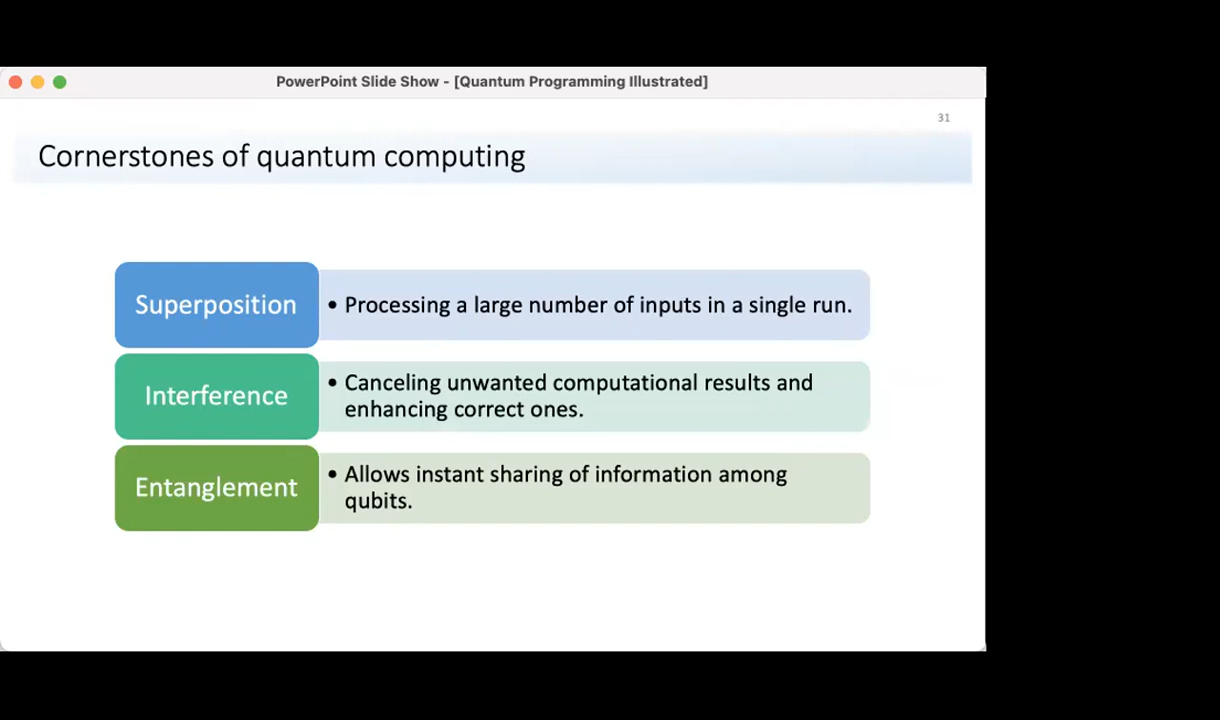 PowerPoint Slide Show - [Quantum Programming Illustrated]
31
Cornerstones of quantum computing
Superposition
• Processing a large number of inputs in a single run.
Interference
• Canceling unwanted computational results and
enhancing correct ones.
Entanglement
• Allows instant sharing of information among
qubits.